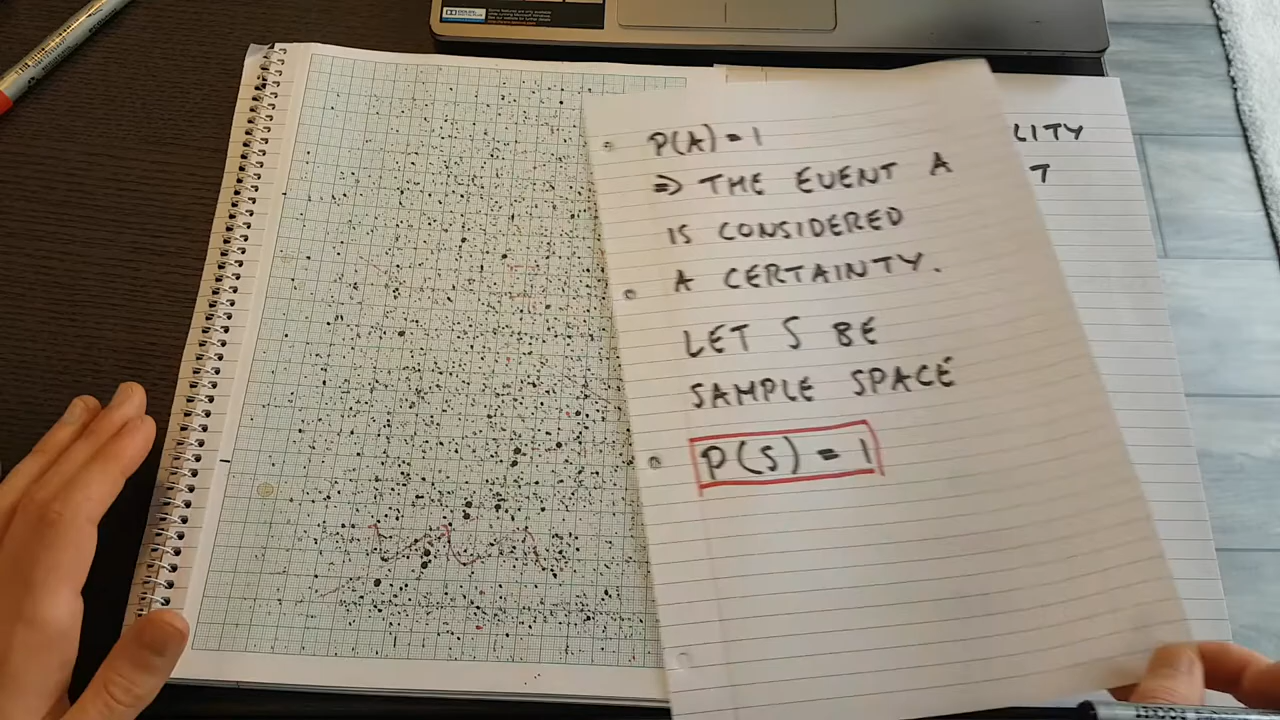 P(A) = 1
⇒ THE EVENT A
IS CONSIDERED
A CERTAINTY.
LET S BE
SAMPLE SPACE
P(S) = 1
LITY
T